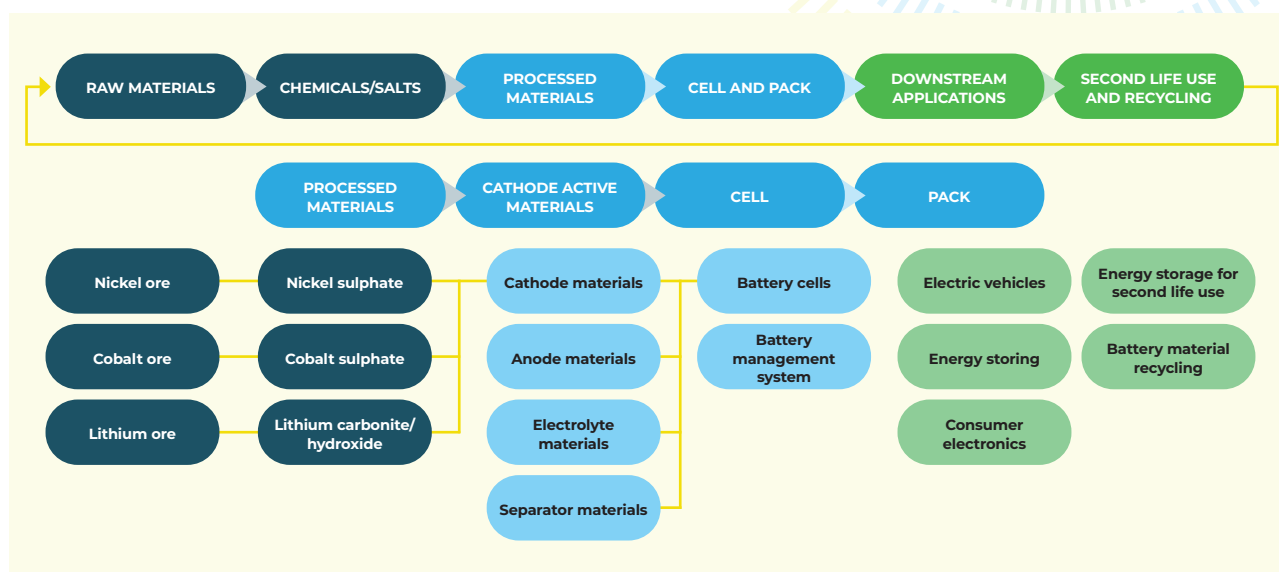 RAW MATERIALS
CHEMICALS/SALTS
PROCESSED
MATERIALS
CELL AND PACK
DOWNSTREAM
APPLICATIONS
SECOND LIFE USE
AND RECYCLING
PROCESSED
MATERIALS
CATHODE ACTIVE
MATERIALS
CELL
PACK
Nickel ore
Nickel sulphate
Cathode materials
Battery cells
Electric vehicles
Energy storage for
second life use
Cobalt ore
Cobalt sulphate
Anode materials
Battery
management
system
Energy storing
Battery material
recycling
Lithium ore
Lithium carbonite/
hydroxide
Electrolyte
materials
Consumer
electronics
Separator materials